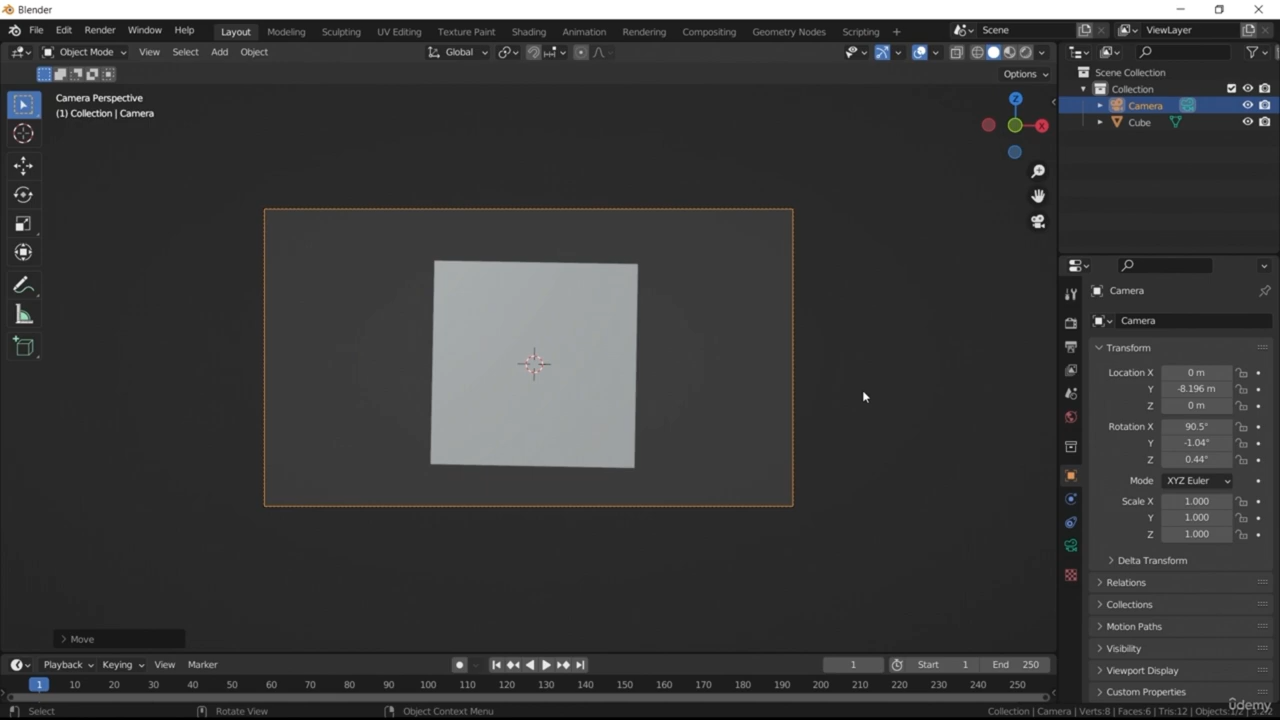 Blender
File Edit Render Window Help Layout Modeling Sculpting UV Editing Texture Paint Shading Animation Rendering Compositing Geometry Nodes Scripting + Scene ViewLayer
Object Mode View Select Add Object Global
Options
Camera Perspective
(1) Collection | Camera
Z
X
Scene Collection
Collection
Camera
Cube
Camera
Camera
Transform
Location X 0 m
Y -8.196 m
Z 0 m
Rotation X 90.5°
Y -1.04°
Z 0.44°
Mode XYZ Euler
Scale X 1.000
Y 1.000
Z 1.000
Delta Transform
Relations
Collections
Motion Paths
Visibility
Viewport Display
Custom Properties
Move
Playback Keying View Marker 1 Start 1 End 250
1 10 20 30 40 50 60 70 80 90 100 110 120 130 140 150 160 170 180 190 200 210 220 230 240 250
Select Rotate View Object Context Menu Collection | Camera | Verts:8 | Faces:6 | Tris:12 | Objects:1/2
udemy